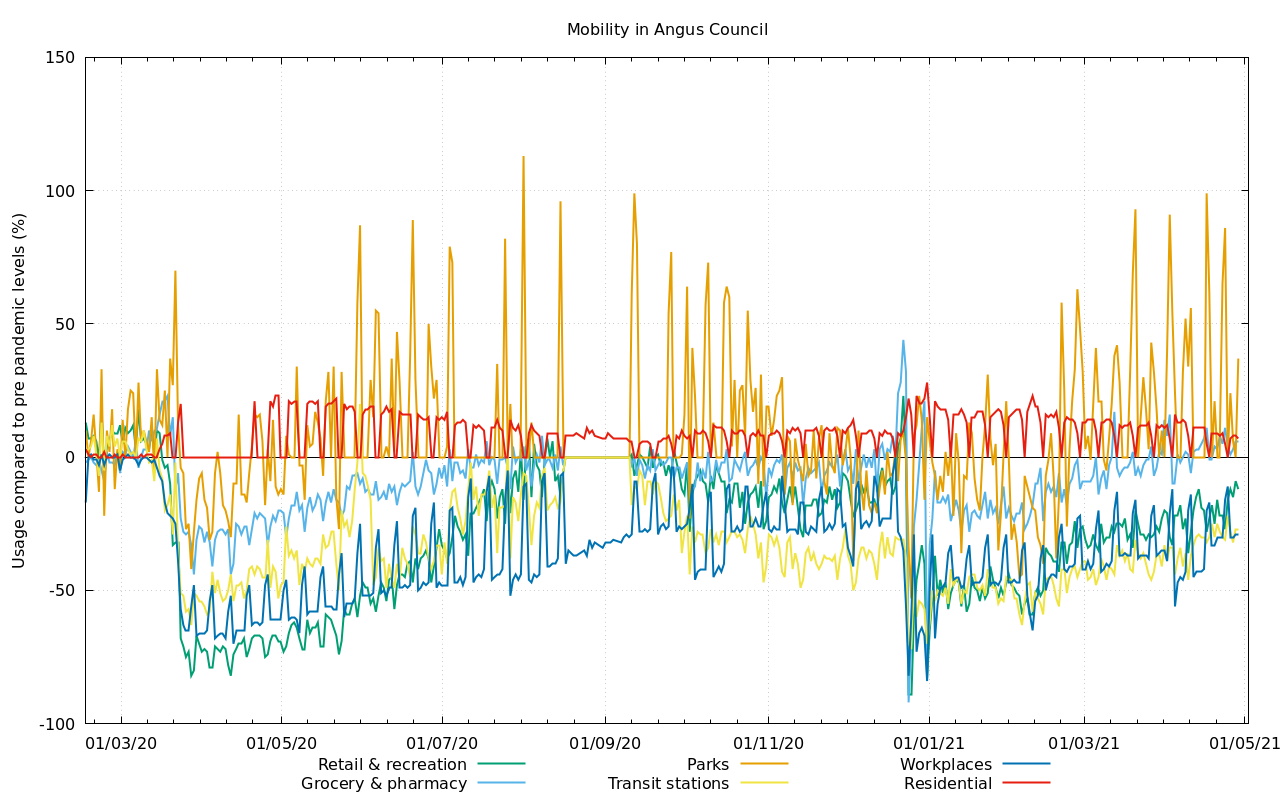 Mobility in Angus Council
Usage compared to pre pandemic levels (%)
150
100
50
0
-50
-100
01/03/20 01/05/20 01/07/20 01/09/20 01/11/20 01/01/21 01/03/21 01/05/21
Retail & recreation Parks Workplaces
Grocery & pharmacy Transit stations Residential